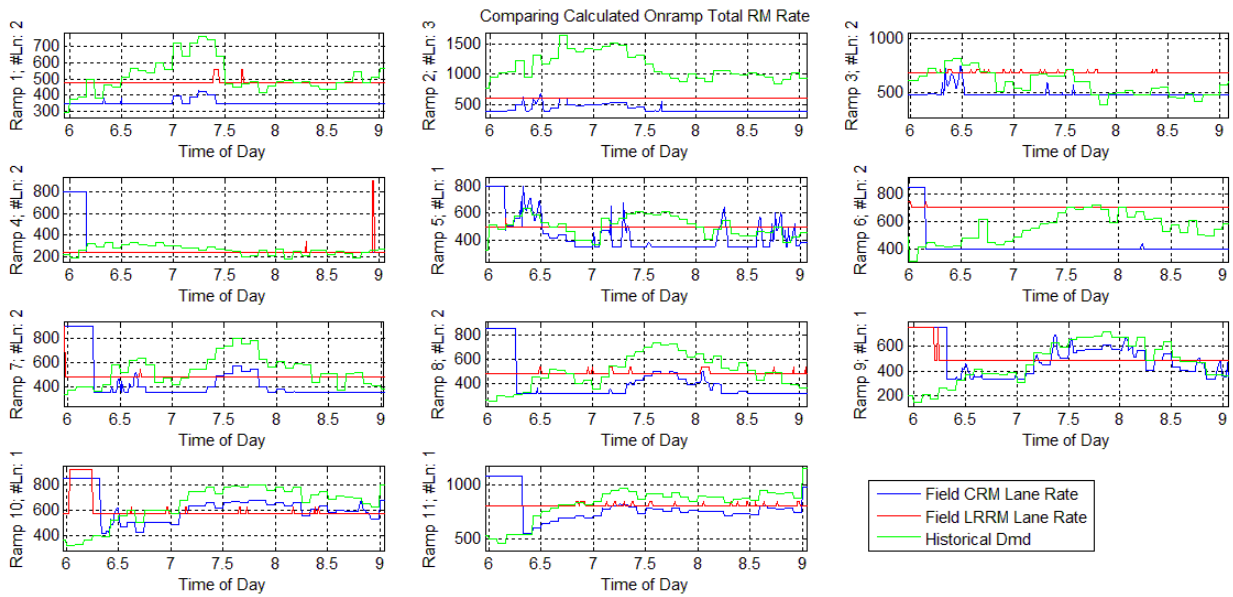 Comparing Calculated Onramp Total RM Rate
Ramp 1; #Ln: 2
700
600
500
400
300
6 6.5 7 7.5 8 8.5 9
Time of Day
Ramp 2; #Ln: 3
1500
1000
500
6 6.5 7 7.5 8 8.5 9
Time of Day
Ramp 3; #Ln: 2
1000
500
6 6.5 7 7.5 8 8.5 9
Time of Day
Ramp 4; #Ln: 2
800
600
400
200
6 6.5 7 7.5 8 8.5 9
Time of Day
Ramp 5; #Ln: 1
800
600
400
6 6.5 7 7.5 8 8.5 9
Time of Day
Ramp 6; #Ln: 2
800
600
400
6 6.5 7 7.5 8 8.5 9
Time of Day
Ramp 7; #Ln: 2
800
600
400
6 6.5 7 7.5 8 8.5 9
Time of Day
Ramp 8; #Ln: 2
800
600
400
6 6.5 7 7.5 8 8.5 9
Time of Day
Ramp 9; #Ln: 1
600
400
200
6 6.5 7 7.5 8 8.5 9
Time of Day
Ramp 10; #Ln: 1
800
600
400
6 6.5 7 7.5 8 8.5 9
Time of Day
Ramp 11; #Ln: 1
1000
500
6 6.5 7 7.5 8 8.5 9
Time of Day
Field CRM Lane Rate
Field LRRM Lane Rate
Historical Dmd